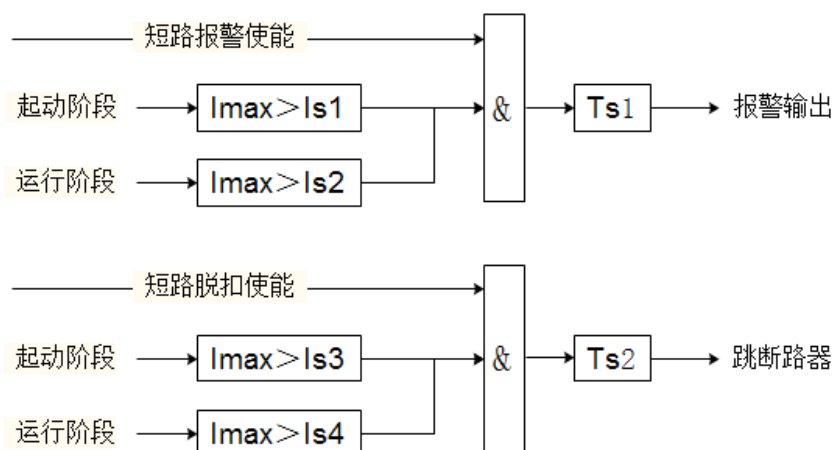 短路报警使能
起动阶段 Imax＞Is1 & Ts1 报警输出
运行阶段 Imax＞Is2
短路脱扣使能
起动阶段 Imax＞Is3 & Ts2 跳断路器
运行阶段 Imax＞Is4